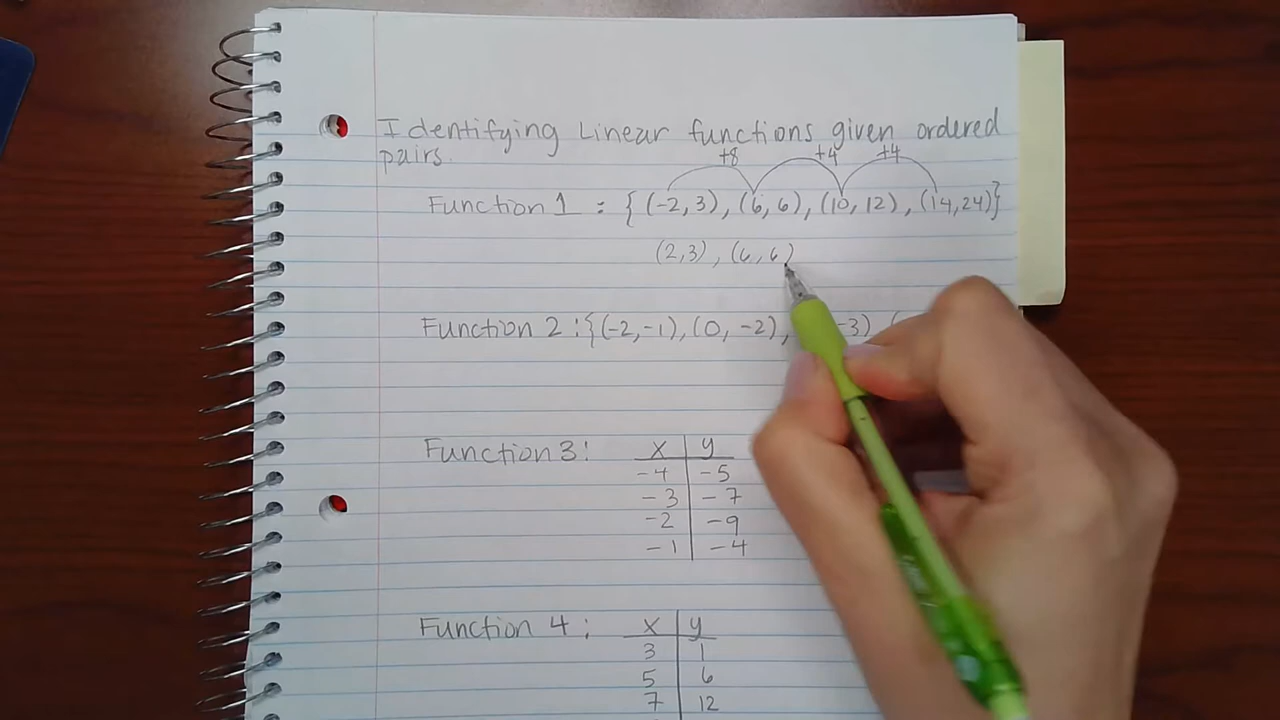 Identifying Linear functions given ordered
pairs.
+8 +4 +4
Function 1 : {(-2,3), (6,6), (10,12), (14,24)}
(2,3), (6,6)
Function 2 : {(-2,-1), (0,-2), -3), (
Function 3: x y
-4 -5
-3 -7
-2 -9
-1 -4
Function 4: x y
3 1
5 6
7 12